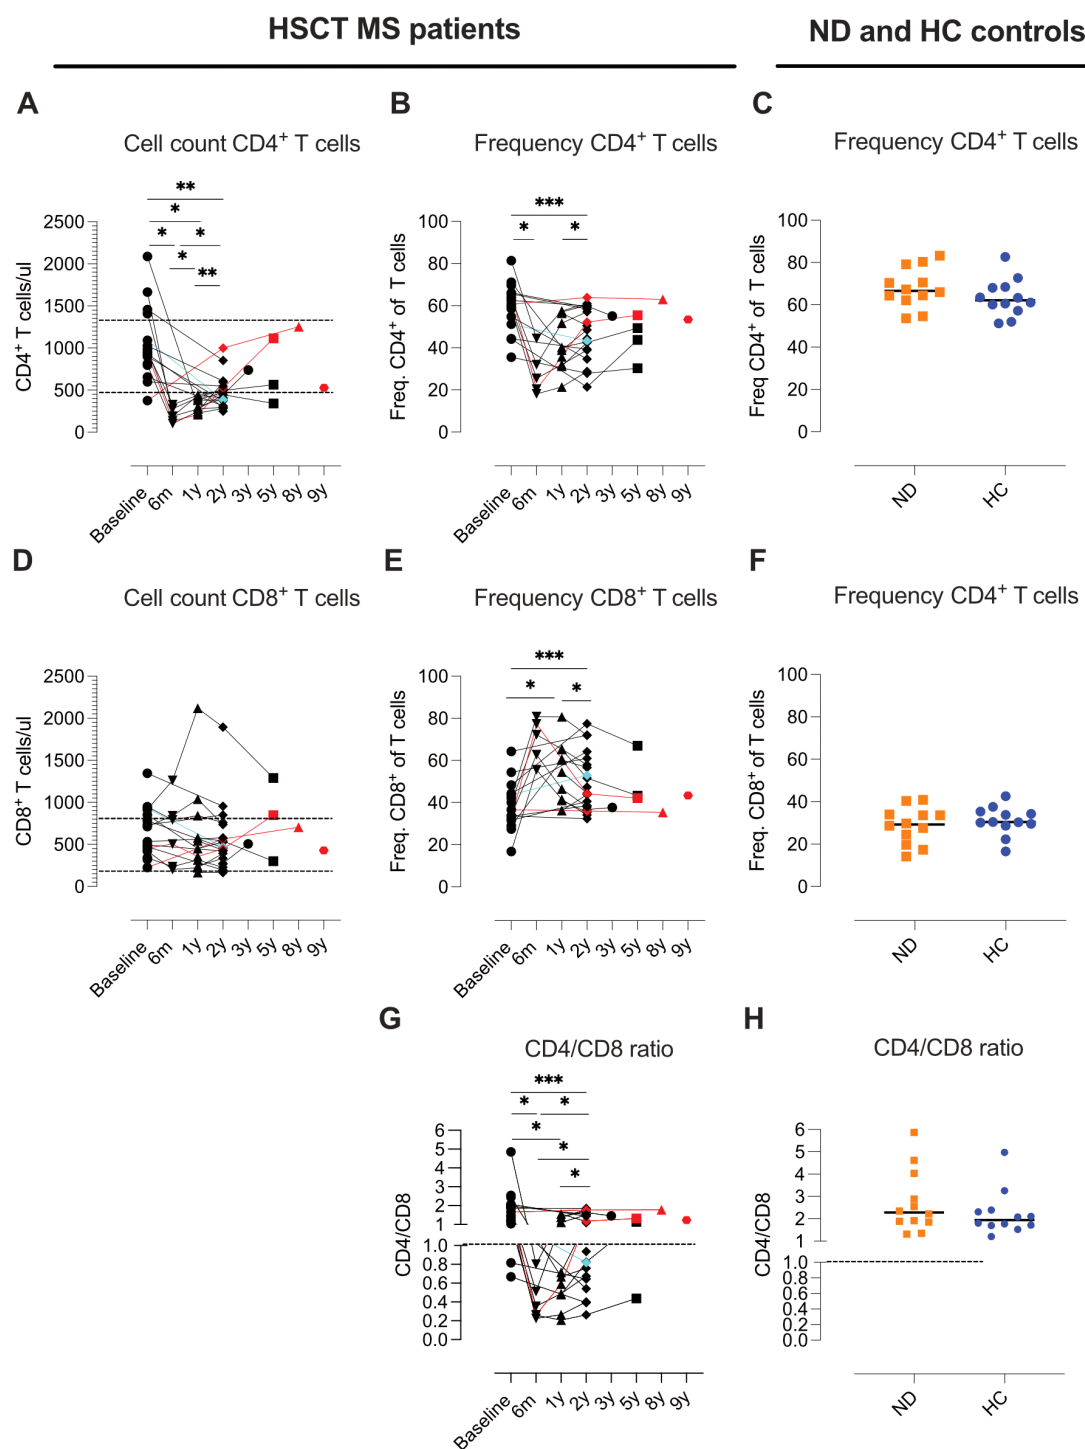 HSCT MS patients
ND and HC controls
A
Cell count CD4⁺ T cells
CD4⁺ T cells/ul
2500
2000
1500
1000
500
0
** * * * * **
Baseline 6m 1y 2y 3y 5y 8y 9y
B
Frequency CD4⁺ T cells
Freq. CD4⁺ of T cells
100
80
60
40
20
0
*** * *
Baseline 6m 1y 2y 3y 5y 8y 9y
C
Frequency CD4⁺ T cells
Freq CD4⁺ of T cells
100
80
60
40
20
0
ND HC
D
Cell count CD8⁺ T cells
CD8⁺ T cells/ul
2500
2000
1500
1000
500
0
Baseline 6m 1y 2y 3y 5y 8y 9y
E
Frequency CD8⁺ T cells
Freq. CD8⁺ of T cells
100
80
60
40
20
0
*** * *
Baseline 6m 1y 2y 3y 5y 8y 9y
F
Frequency CD4⁺ T cells
Freq. CD8⁺ of T cells
100
80
60
40
20
0
ND HC
G
CD4/CD8 ratio
CD4/CD8
6
5
4
3
2
1
1.0
0.8
0.6
0.4
0.2
0.0
*** * * * * *
Baseline 6m 1y 2y 3y 5y 8y 9y
H
CD4/CD8 ratio
CD4/CD8
6
5
4
3
2
1
1.0
0.8
0.6
0.4
0.2
0.0
ND HC